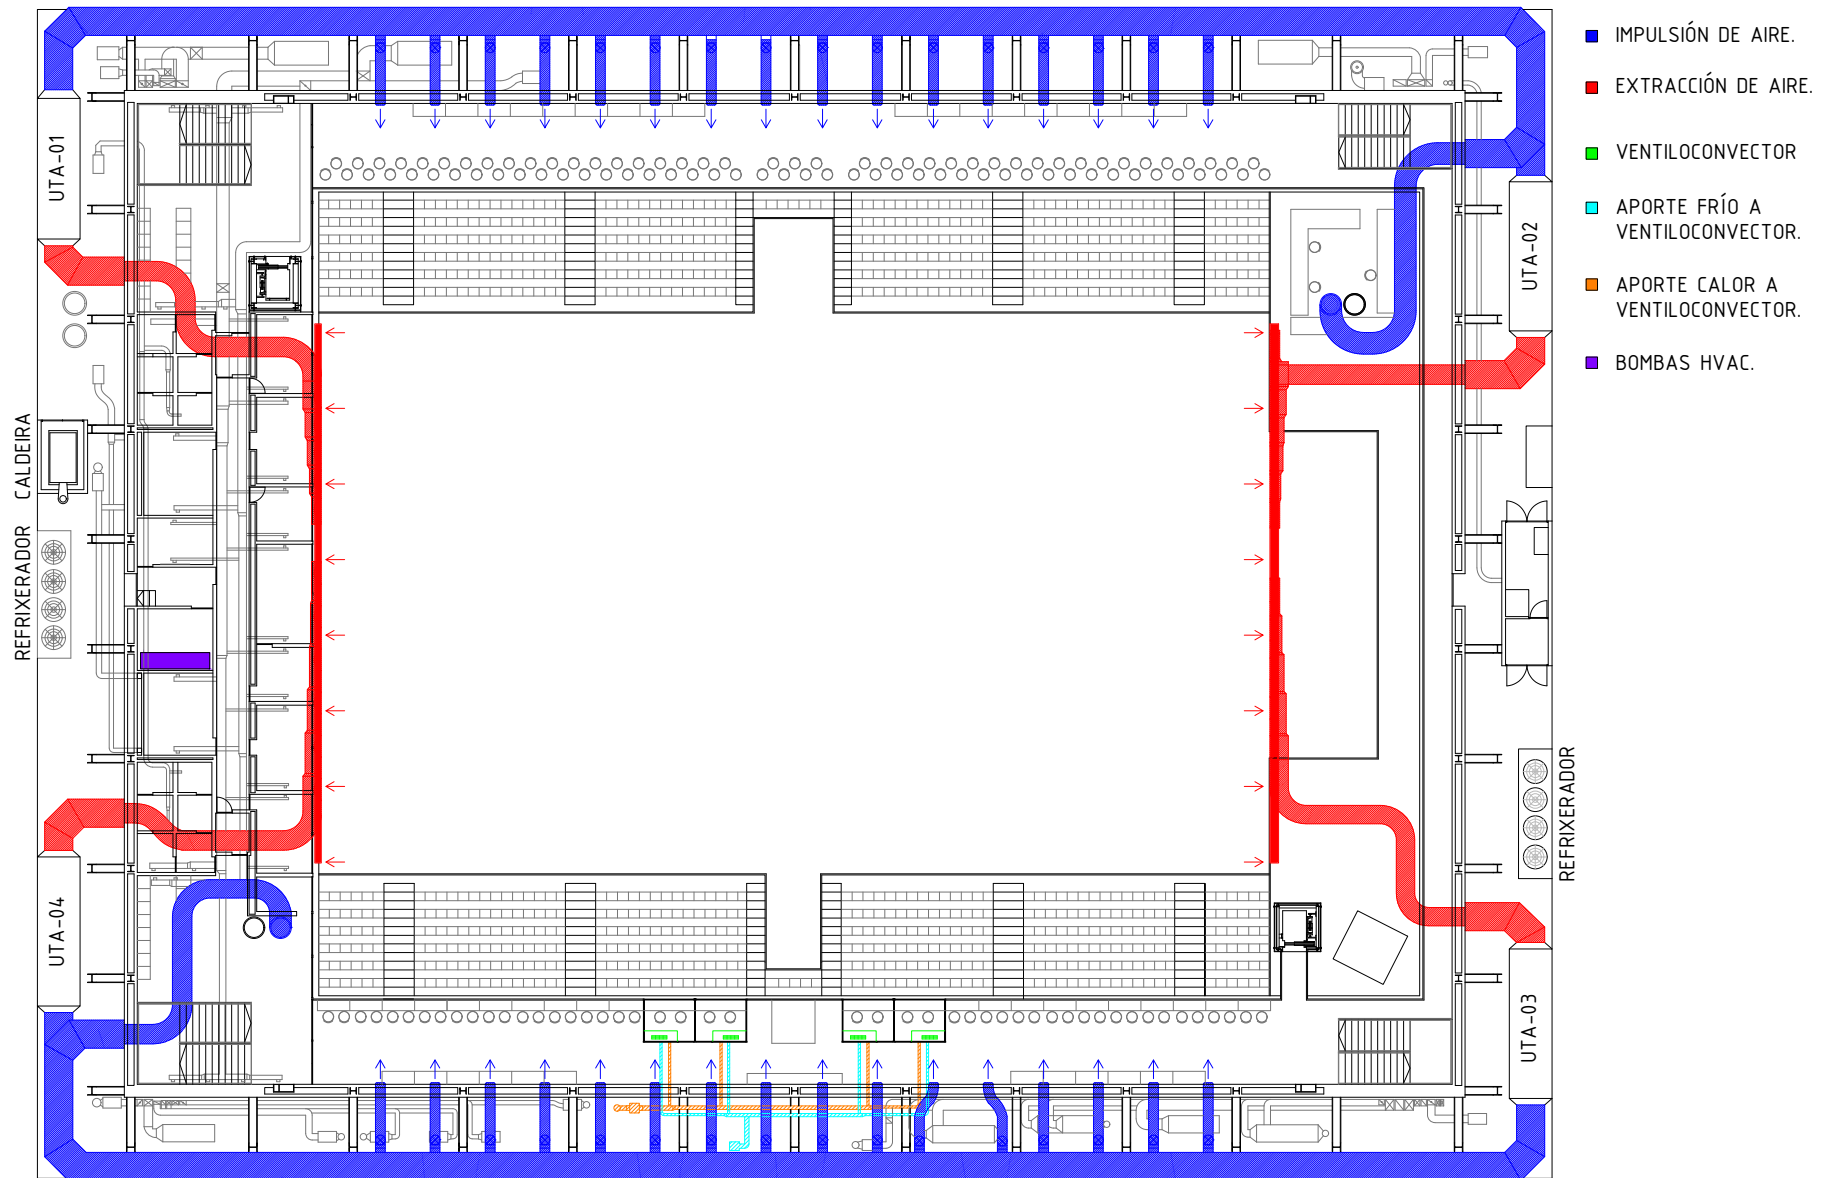 IMPULSIÓN DE AIRE.
EXTRACCIÓN DE AIRE.
VENTILOCONVECTOR
APORTE FRÍO A
VENTILOCONVECTOR.
APORTE CALOR A
VENTILOCONVECTOR.
BOMBAS HVAC.
UTA-01
UTA-02
CALDEIRA
REFRIXERADOR
REFRIXERADOR
UTA-04
UTA-03